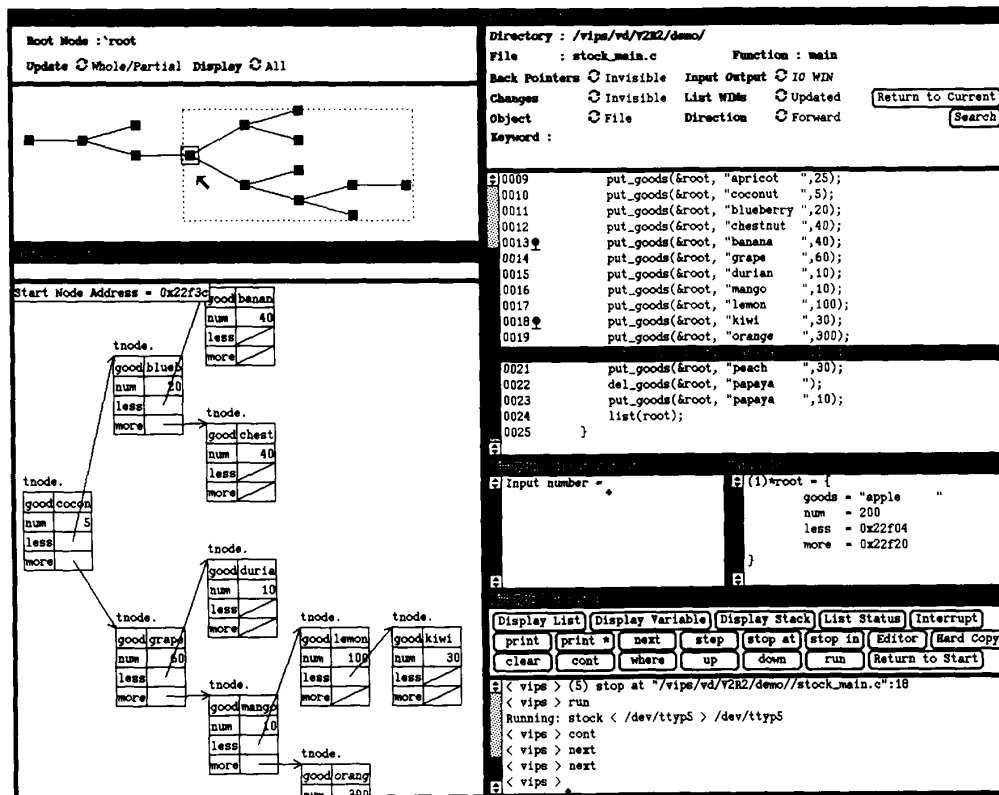 Root Node :`root
Update Whole/Partial Display All
Start Node Address = 0x22f3c
good banan
num 40
less
more
tnode.
good blueb
num 20
less
more
tnode.
good chest
num 40
less
more
tnode.
good cocon
num 5
less
more
tnode.
good duria
num 10
less
more
tnode.
good grape
num 60
less
more
tnode.
good lemon
num 100
less
more
tnode.
good kiwi
num 30
less
more
tnode.
good mango
num 10
less
more
tnode.
good orang
num 300
Directory : /vips/vd/V2R2/demo/
File : stock_main.c Function : main
Back Pointers Invisible Input Output IO WIN
Changes Invisible List WINs Updated Return to Current
Object File Direction Forward Search
Keyword :
0009 put_goods(&root, "apricot ",25);
0010 put_goods(&root, "coconut ",5);
0011 put_goods(&root, "blueberry ",20);
0012 put_goods(&root, "chestnut ",40);
0013 put_goods(&root, "banana ",40);
0014 put_goods(&root, "grape ",60);
0015 put_goods(&root, "durian ",10);
0016 put_goods(&root, "mango ",10);
0017 put_goods(&root, "lemon ",100);
0018 put_goods(&root, "kiwi ",30);
0019 put_goods(&root, "orange ",300);
0021 put_goods(&root, "peach ",30);
0022 del_goods(&root, "papaya ");
0023 put_goods(&root, "papaya ",10);
0024 list(root);
0025 }
Input number =
(1)*root = {
goods = "apple "
num = 200
less = 0x22f04
more = 0x22f20
}
Display List Display Variable Display Stack List Status Interrupt
print print * next step stop at stop in Editor Hard Copy
clear cont where up down run Return to Start
< vips > (5) stop at "/vips/vd/V2R2/demo//stock_main.c":18
< vips > run
Running: stock < /dev/ttyp5 > /dev/ttyp5
< vips > cont
< vips > next
< vips > next
< vips >